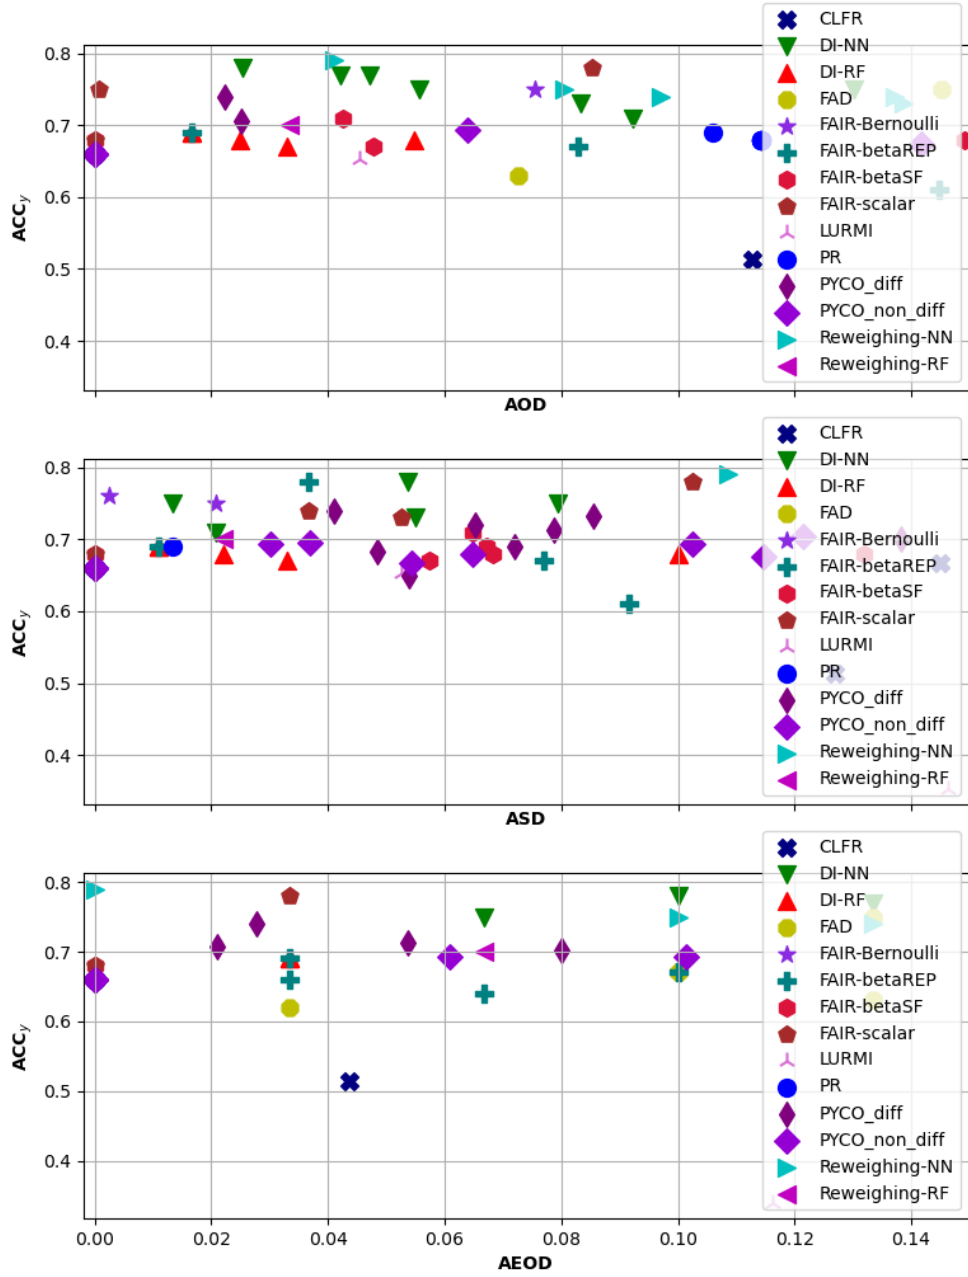 CLFR
DI-NN
DI-RF
FAD
FAIR-Bernoulli
FAIR-betaREP
FAIR-betaSF
FAIR-scalar
LURMI
PR
PYCO_diff
PYCO_non_diff
Reweighing-NN
Reweighing-RF
0.8
0.7
0.6
0.5
0.4
ACCy
AOD
CLFR
DI-NN
DI-RF
FAD
FAIR-Bernoulli
FAIR-betaREP
FAIR-betaSF
FAIR-scalar
LURMI
PR
PYCO_diff
PYCO_non_diff
Reweighing-NN
Reweighing-RF
0.8
0.7
0.6
0.5
0.4
ACCy
ASD
CLFR
DI-NN
DI-RF
FAD
FAIR-Bernoulli
FAIR-betaREP
FAIR-betaSF
FAIR-scalar
LURMI
PR
PYCO_diff
PYCO_non_diff
Reweighing-NN
Reweighing-RF
0.8
0.7
0.6
0.5
0.4
ACCy
0.00 0.02 0.04 0.06 0.08 0.10 0.12 0.14
AEOD